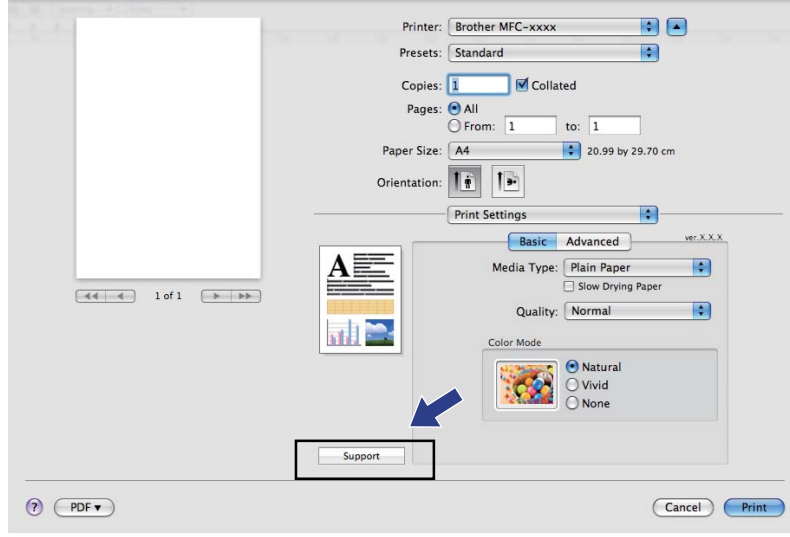 Printer: Brother MFC-xxxx
Presets: Standard
Copies: 1 Collated
Pages: All
From: 1 to: 1
Paper Size: A4 20.99 by 29.70 cm
Orientation:
Print Settings
Basic Advanced ver.X.X.X
A
Media Type: Plain Paper
Slow Drying Paper
1 of 1
Quality: Normal
Color Mode
Natural
Vivid
None
Support
? PDF▼ Cancel Print